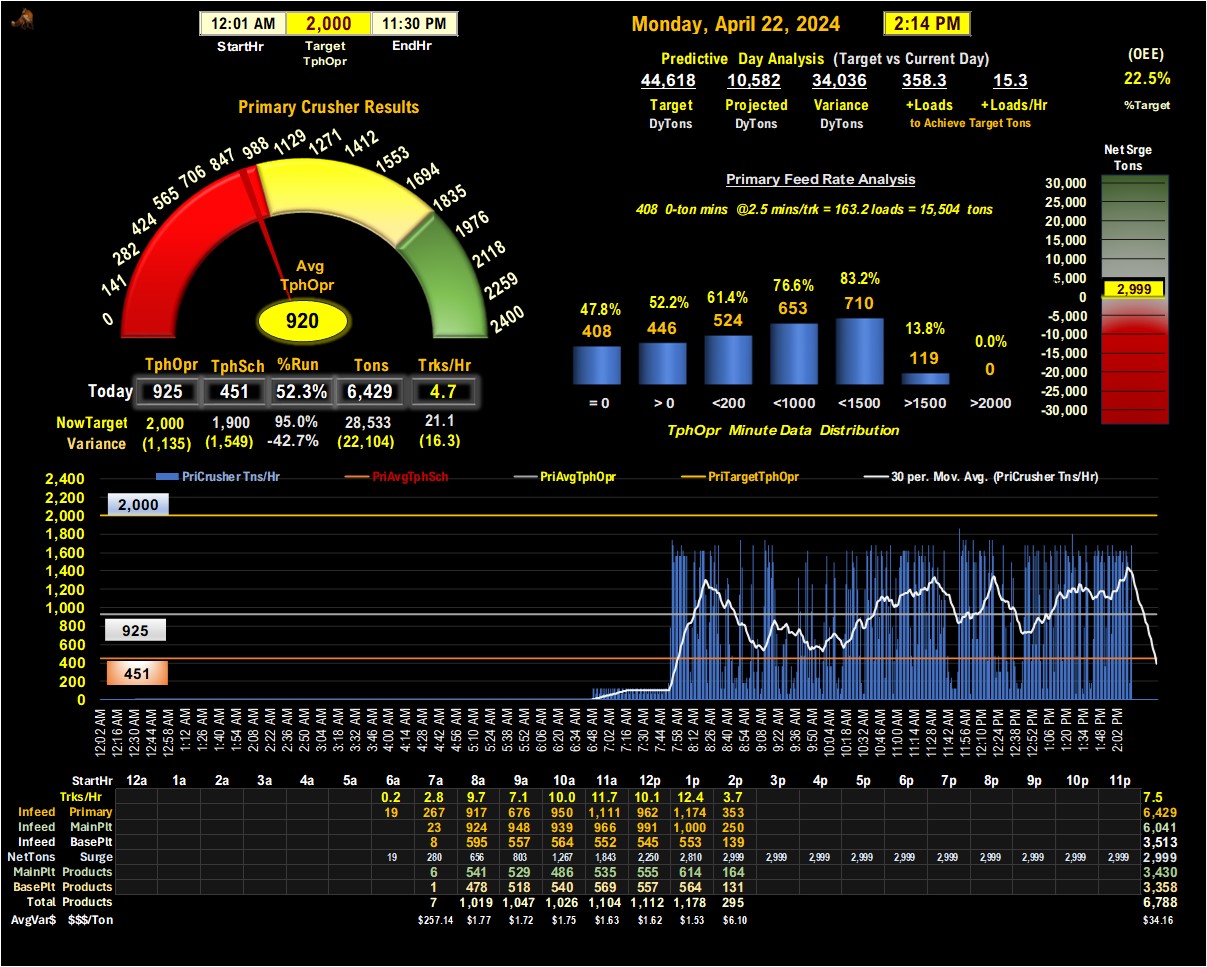 12:01 AM 2,000 11:30 PM
StartHr Target EndHr
TphOpr
Monday, April 22, 2024 2:14 PM
Predictive Day Analysis (Target vs Current Day)
44,618 10,582 34,036 358.3 15.3
Target Projected Variance +Loads +Loads/Hr
DyTons DyTons DyTons to Achieve Target Tons
(OEE)
22.5%
%Target
Primary Crusher Results
0 141 282 424 565 706 847 988 1129 1271 1412 1553 1694 1835 1976 2118 2259 2400
Avg
TphOpr
920
TphOpr TphSch %Run Tons Trks/Hr
Today 925 451 52.3% 6,429 4.7
NowTarget 2,000 1,900 95.0% 28,533 21.1
Variance (1,135) (1,549) -42.7% (22,104) (16.3)
Primary Feed Rate Analysis
408 0-ton mins @2.5 mins/trk = 163.2 loads = 15,504 tons
47.8% 52.2% 61.4% 76.6% 83.2% 13.8% 0.0%
408 446 524 653 710 119 0
= 0 > 0 <200 <1000 <1500 >1500 >2000
TphOpr Minute Data Distribution
Net Srge
Tons
30,000
25,000
20,000
15,000
10,000
5,000
2,999
0
-5,000
-10,000
-15,000
-20,000
-25,000
-30,000
PriCrusher Tns/Hr PriAvgTphSch PriAvgTphOpr PriTargetTphOpr 30 per. Mov. Avg. (PriCrusher Tns/Hr)
2,400
2,200
2,000
1,800
1,600
1,400
1,200
1,000
800
600
400
200
0
2,000
925
451
12:02 AM 12:16 AM 12:30 AM 12:44 AM 12:58 AM 1:12 AM 1:26 AM 1:40 AM 1:54 AM 2:08 AM 2:22 AM 2:36 AM 2:50 AM 3:04 AM 3:18 AM 3:32 AM 3:46 AM 4:00 AM 4:14 AM 4:28 AM 4:42 AM 4:56 AM 5:10 AM 5:24 AM 5:38 AM 5:52 AM 6:06 AM 6:20 AM 6:34 AM 6:48 AM 7:02 AM 7:16 AM 7:30 AM 7:44 AM 7:58 AM 8:12 AM 8:26 AM 8:40 AM 8:54 AM 9:08 AM 9:22 AM 9:36 AM 9:50 AM 10:04 AM 10:18 AM 10:32 AM 10:46 AM 11:00 AM 11:14 AM 11:28 AM 11:42 AM 11:56 AM 12:10 PM 12:24 PM 12:38 PM 12:52 PM 1:06 PM 1:20 PM 1:34 PM 1:48 PM 2:02 PM
StartHr 12a 1a 2a 3a 4a 5a 6a 7a 8a 9a 10a 11a 12p 1p 2p 3p 4p 5p 6p 7p 8p 9p 10p 11p
Trks/Hr 0.2 2.8 9.7 7.1 10.0 11.7 10.1 12.4 3.7 7.5
Infeed Primary 19 267 917 676 950 1,111 962 1,174 353 6,429
Infeed MainPlt 23 924 948 939 966 991 1,000 250 6,041
Infeed BasePlt 8 595 557 564 552 545 553 139 3,513
NetTons Surge 19 280 656 803 1,267 1,843 2,250 2,810 2,999 2,999 2,999 2,999 2,999 2,999 2,999 2,999 2,999 2,999 2,999
MainPlt Products 6 541 529 486 535 555 614 164 3,430
BasePlt Products 1 478 518 540 569 557 564 131 3,358
Total Products 7 1,019 1,047 1,026 1,104 1,112 1,178 295 6,788
AvgVar$ $$$/Ton $257.14 $1.77 $1.72 $1.75 $1.63 $1.62 $1.53 $6.10 $34.16